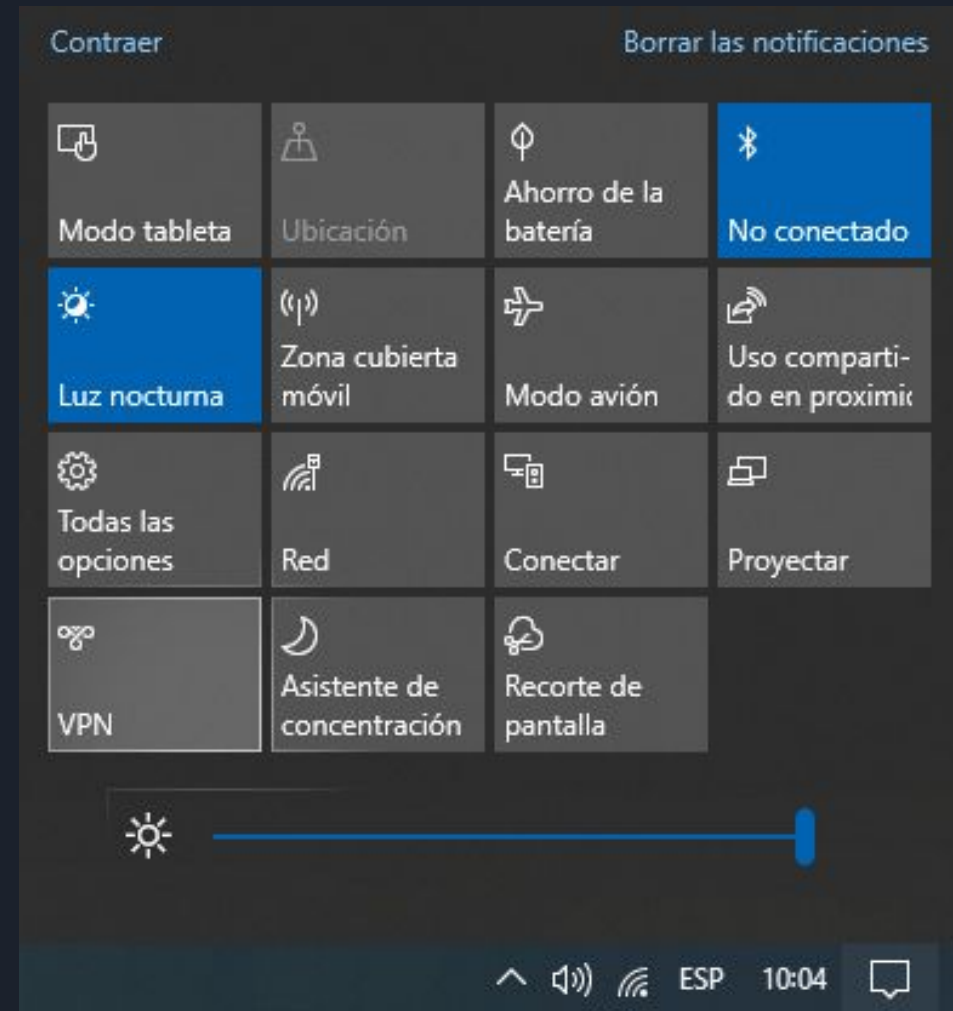 Contraer
Borrar las notificaciones
Modo tableta
Ubicación
Ahorro de la
batería
No conectado
Luz nocturna
Zona cubierta
móvil
Modo avión
Uso comparti-
do en proximic
Todas las
opciones
Red
Conectar
Proyectar
VPN
Asistente de
concentración
Recorte de
pantalla
ESP
10:04